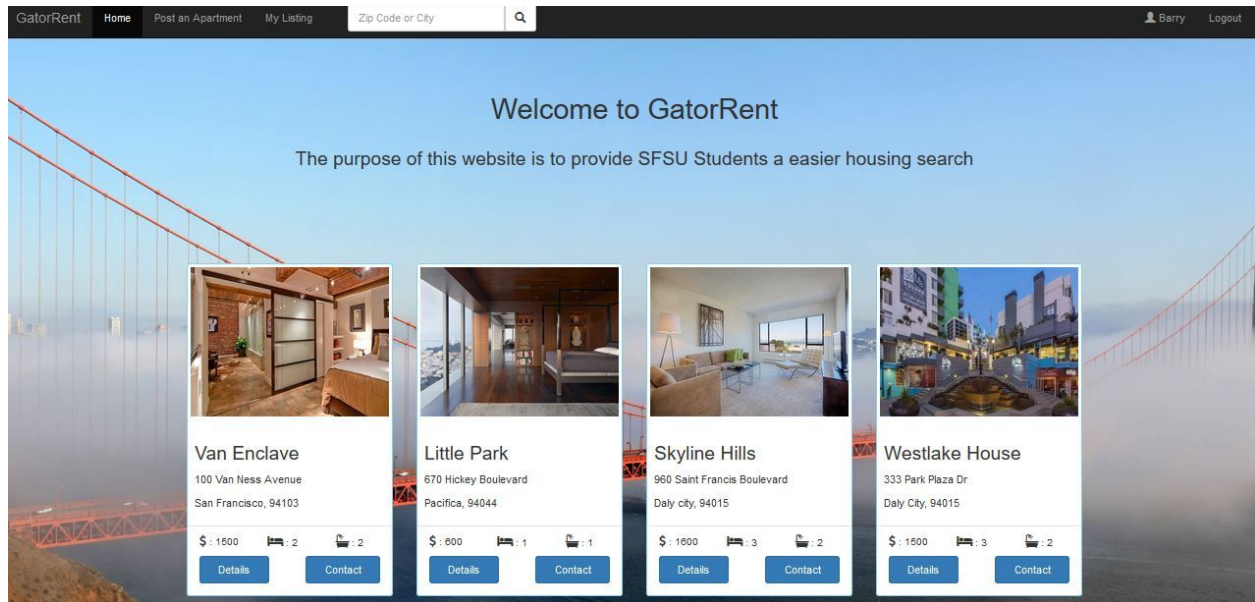 GatorRent Home Post an Apartment My Listing Zip Code or City Barry Logout
Welcome to GatorRent
The purpose of this website is to provide SFSU Students a easier housing search
Van Enclave
100 Van Ness Avenue
San Francisco, 94103
$ : 1500 : 2 : 2
Details Contact
Little Park
670 Hickey Boulevard
Pacifica, 94044
$ : 600 : 1 : 1
Details Contact
Skyline Hills
960 Saint Francis Boulevard
Daly city, 94015
$ : 1600 : 3 : 2
Details Contact
Westlake House
333 Park Plaza Dr
Daly City, 94015
$ : 1500 : 3 : 2
Details Contact